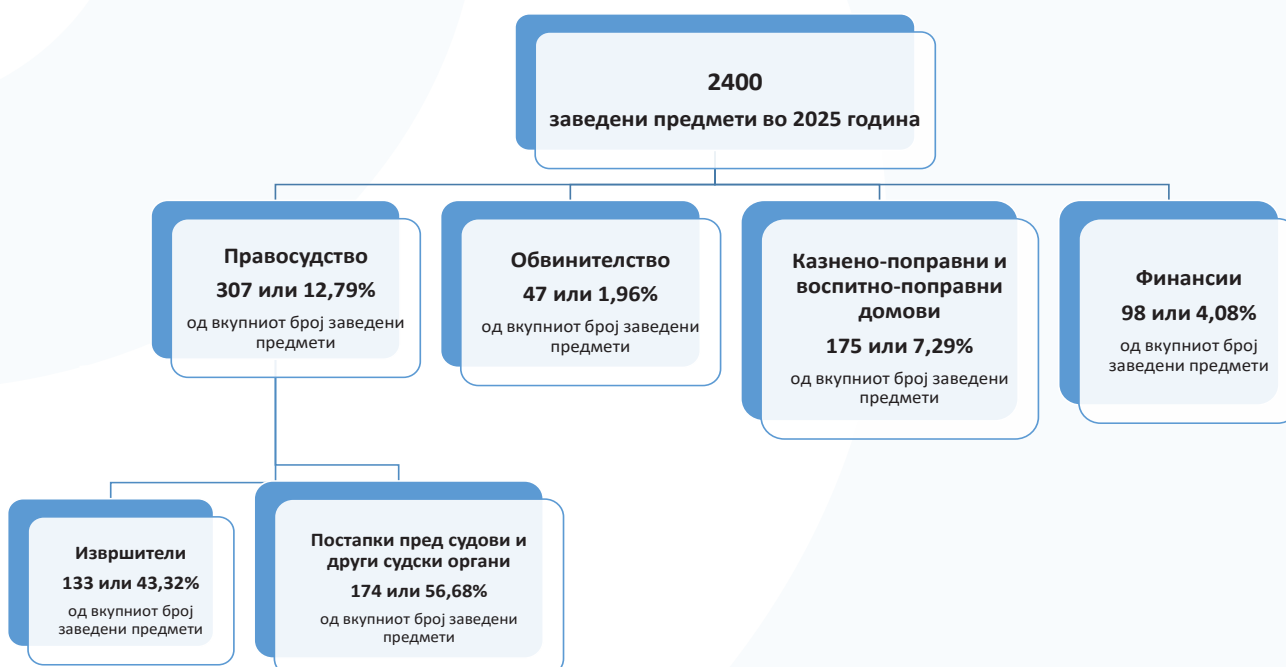 2400
заведени предмети во 2025 година
Правосудство
307 или 12,79%
од вкупниот број заведени
предмети
Обвинителство
47 или 1,96%
од вкупниот број заведени
предмети
Казнено-поправни и
воспитно-поправни
домови
175 или 7,29%
од вкупниот број заведени
предмети
Финансии
98 или 4,08%
од вкупниот број
заведени предмети
Извршители
133 или 43,32%
од вкупниот број
заведени предмети
Постапки пред судови и
други судски органи
174 или 56,68%
од вкупниот број заведени
предмети